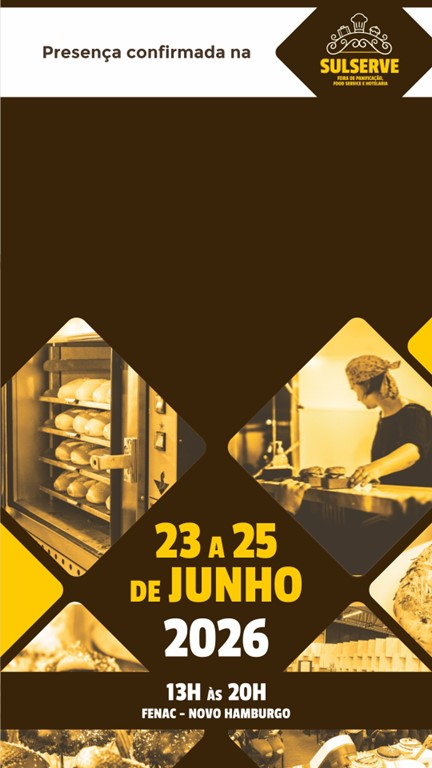 Presença confirmada na
SULSERVE
FEIRA DE PANIFICAÇÃO,
FOOD SERVICE E HOTELARIA
23 A 25
DE JUNHO
2026
13H ÀS 20H
FENAC - NOVO HAMBURGO